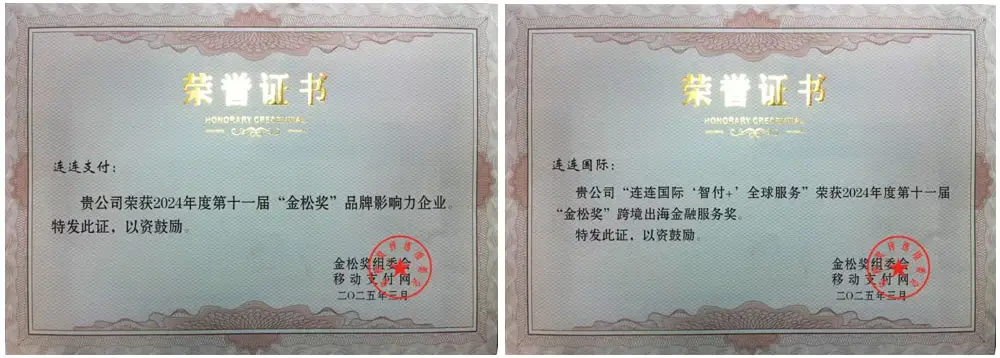 荣誉证书
HONORARY CREDENTIAL
连连支付：
贵公司荣获2024年度第十一届“金松奖”品牌影响力企业。
特发此证，以资鼓励。
金松奖组委会
移动支付网
二〇二五年三月
荣誉证书
HONORARY CREDENTIAL
连连国际：
贵公司“连连国际‘智付+’全球服务”荣获2024年度第十一届
“金松奖”跨境出海金融服务奖。
特发此证，以资鼓励。
金松奖组委会
移动支付网
二〇二五年三月